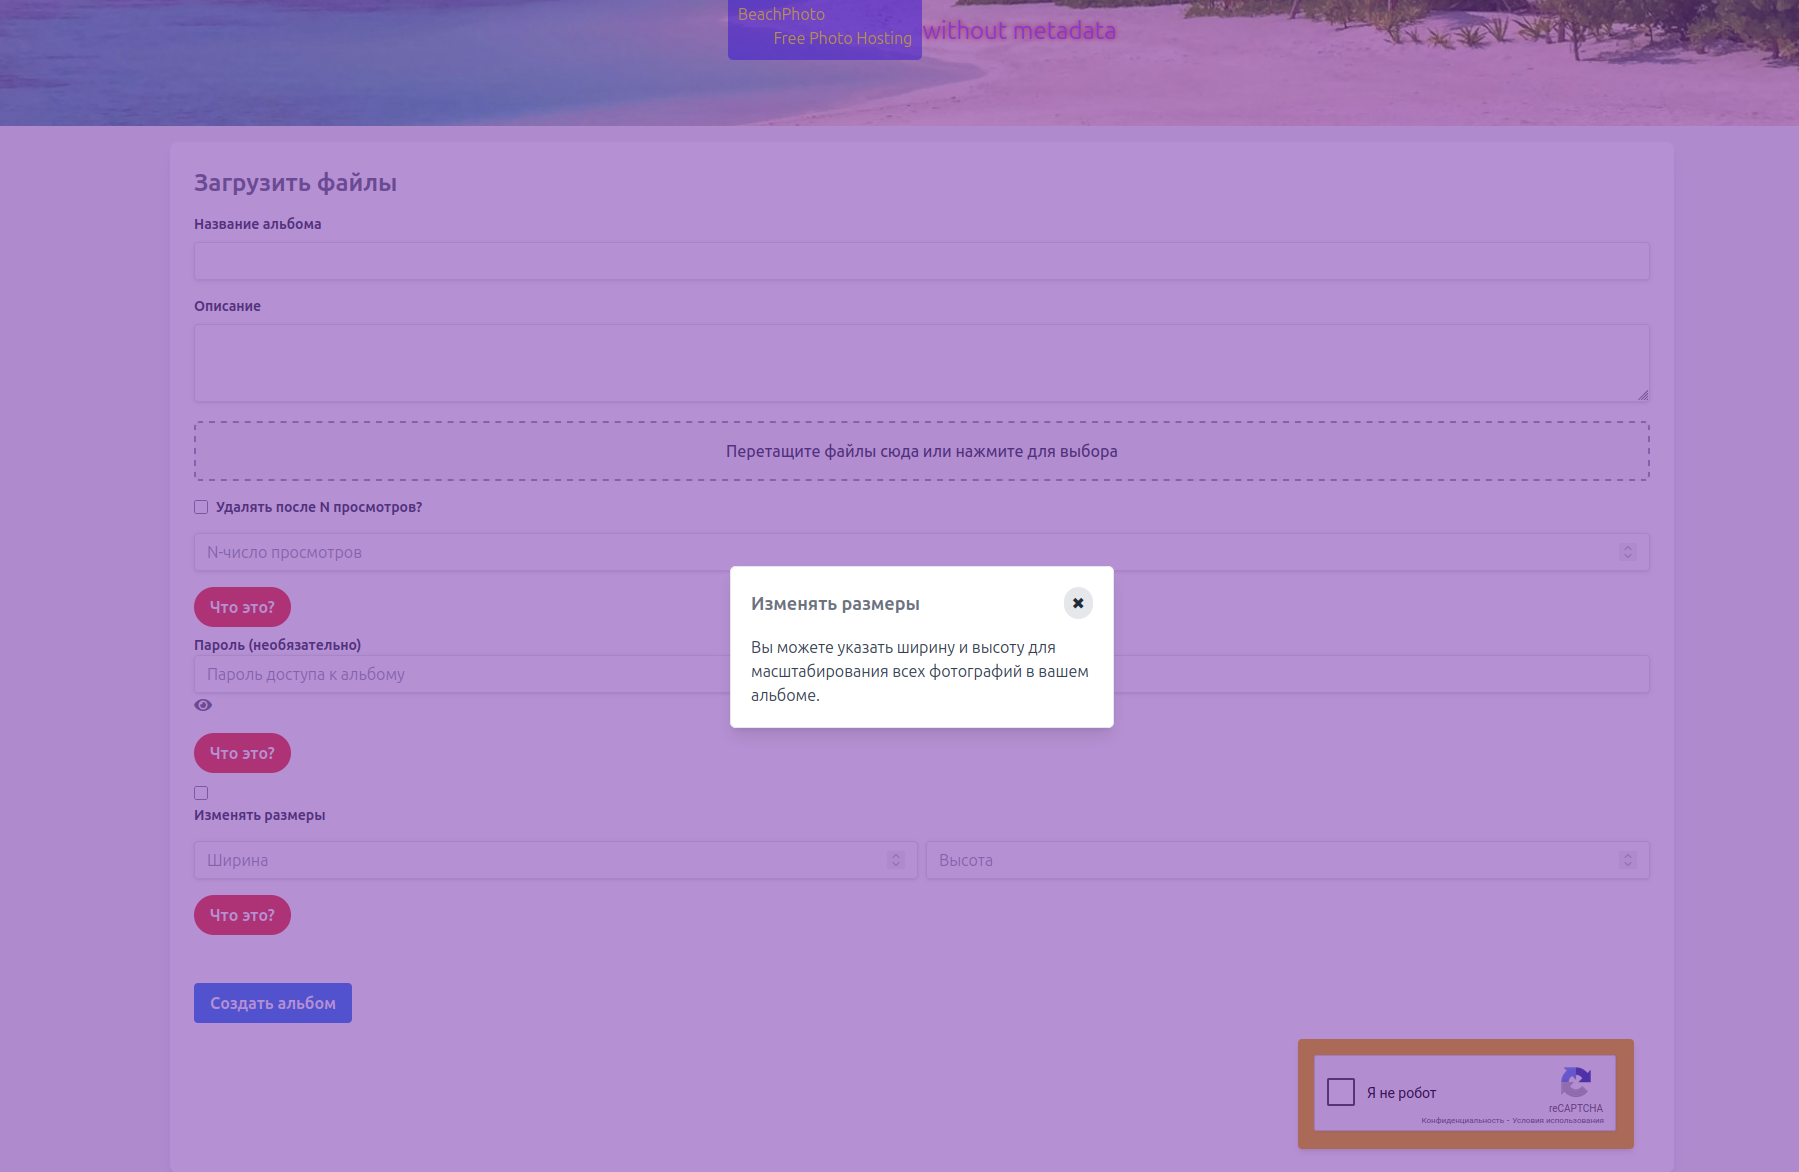 BeachPhoto
Free Photo Hosting
without metadata
Загрузить файлы
Название альбома
Описание
Перетащите файлы сюда или нажмите для выбора
Удалять после N просмотров?
N-число просмотров
Что это?
Пароль (необязательно)
Пароль доступа к альбому
Что это?
Изменять размеры
Ширина
Высота
Что это?
Создать альбом
Изменять размеры
Вы можете указать ширину и высоту для
масштабирования всех фотографий в вашем
альбоме.
Я не робот
reCAPTCHA
Конфиденциальность - Условия использования